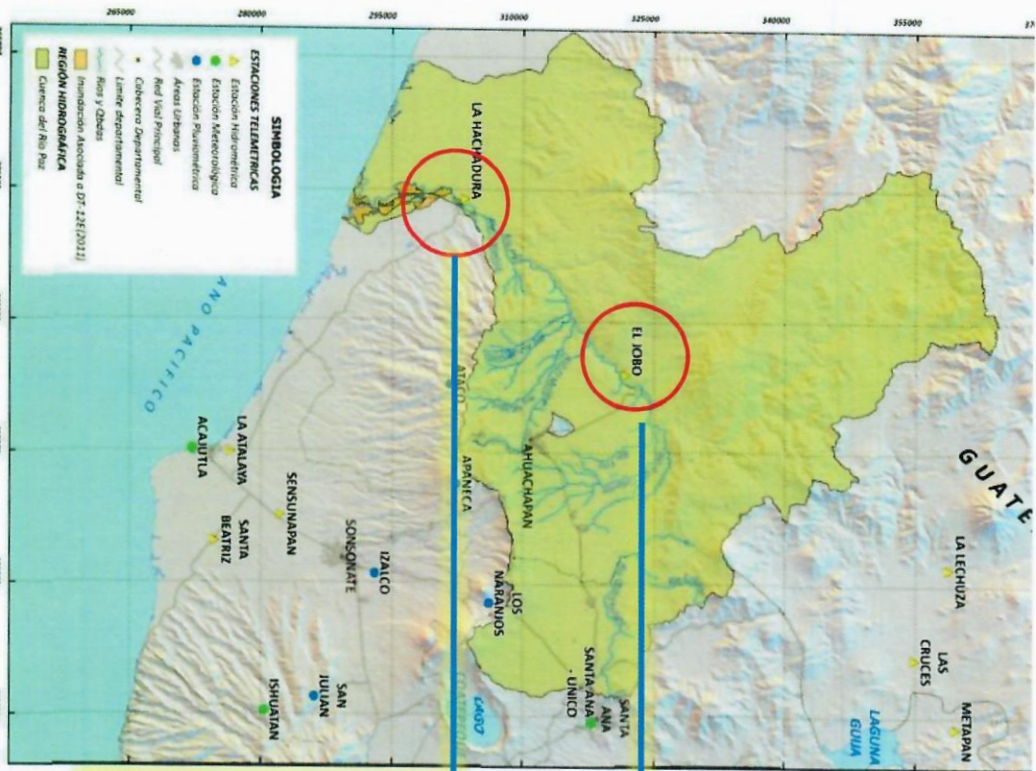 265000
280000
295000
310000
325000
340000
355000
SIMBOLOGIA
ESTACIONES TELEMETRICAS
Estación Hidrométrica
Estación Meteorológica
Estación Pluviométrica
Áreas Urbanas
Red Vial Principal
Cabecera Departamental
Limite departamental
Rios y Qbdas
Inundación Asociada a DT-12E(2011)
REGIÓN HIDROGRÁFICA
Cuenca del Rio Paz
LA HACHADURA
EL JOBO
ATACO
APANECA
AHUACHAPAN
GUATE
LA LECHUZA
LAS
CRUCES
METAPAN
LAGUNA
GUIJA
ANO PACIFICO
ACAJUTLA
LA ATALAYA
SENSUNAPAN
SANTA
BEATRIZ
SONSONATE
IZALCO
LOS
NARANJOS
SANTA
ANA
SANTA ANA
UNICO
SAN
JULIAN
ISHUATAN
LAGO